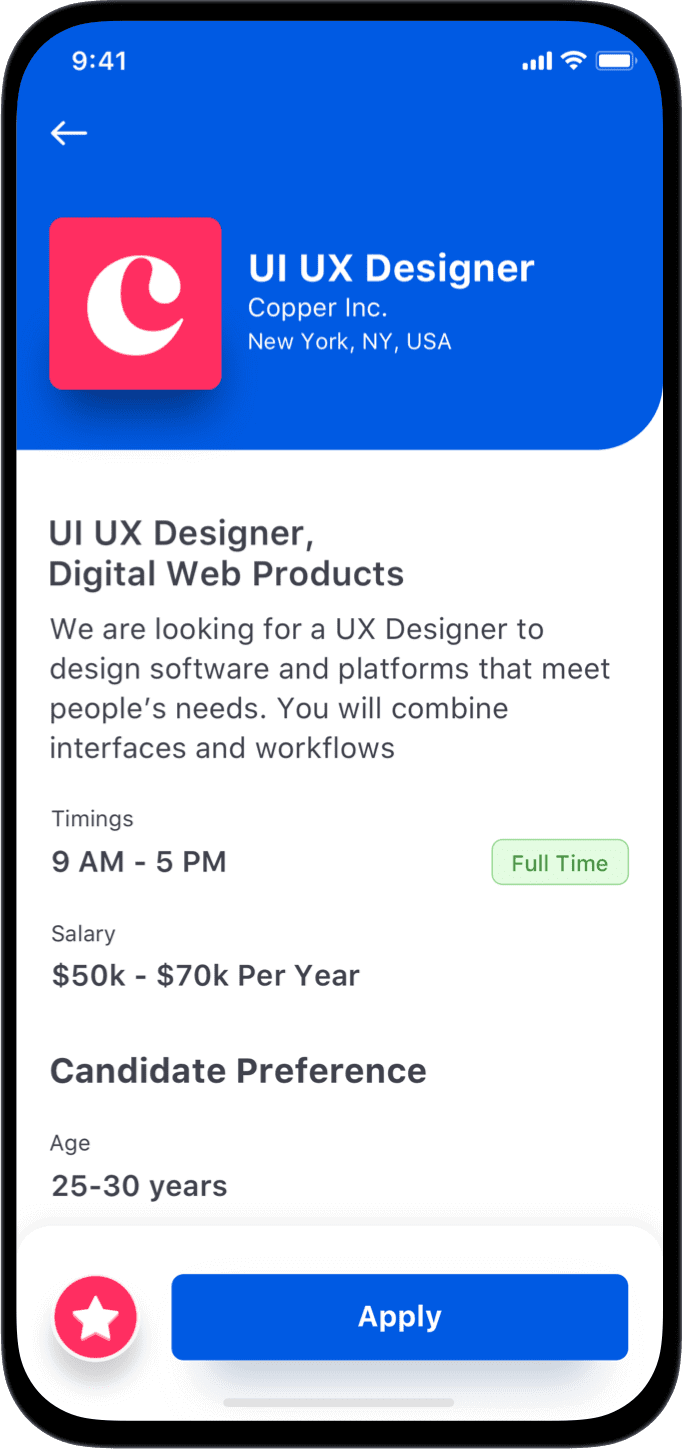 9:41
UI UX Designer
Copper Inc.
New York, NY, USA
UI UX Designer,
Digital Web Products
We are looking for a UX Designer to
design software and platforms that meet
people’s needs. You will combine
interfaces and workflows
Timings
9 AM - 5 PM
Full Time
Salary
$50k - $70k Per Year
Candidate Preference
Age
25-30 years
Apply